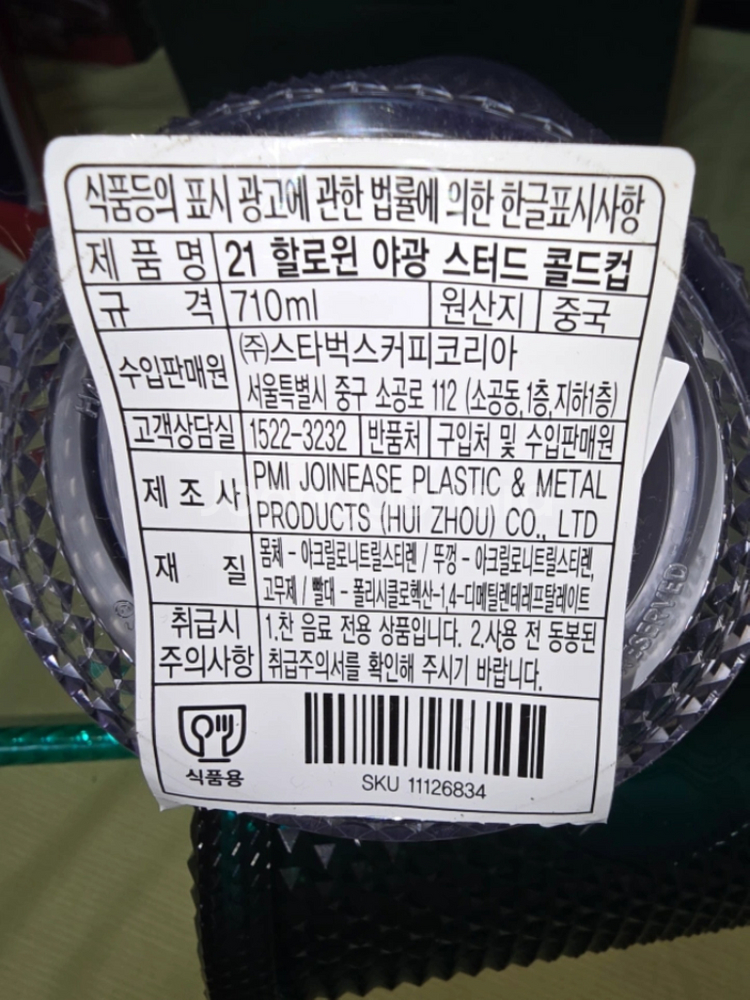 식품등의 표시 광고에 관한 법률에 의한 한글표시사항
제품명 21 할로윈 야광 스터드 콜드컵
규격 710ml 원산지 중국
수입판매원 (주)스타벅스커피코리아
서울특별시 중구 소공로 112 (소공동,1층,지하1층)
고객상담실 1522-3232 반품처 구입처 및 수입판매원
제조사 PMI JOINEASE PLASTIC & METAL
PRODUCTS (HUI ZHOU) CO., LTD
재질 몸체 - 아크릴로니트릴스티렌 / 뚜껑 - 아크릴로니트릴스티렌,
고무제 / 빨대 - 폴리시클로헥산-1,4-디메틸렌테레프탈레이트
취급시 1.찬 음료 전용 상품입니다. 2.사용 전 동봉된
주의사항 취급주의서를 확인해 주시기 바랍니다.
식품용
SKU 11126834